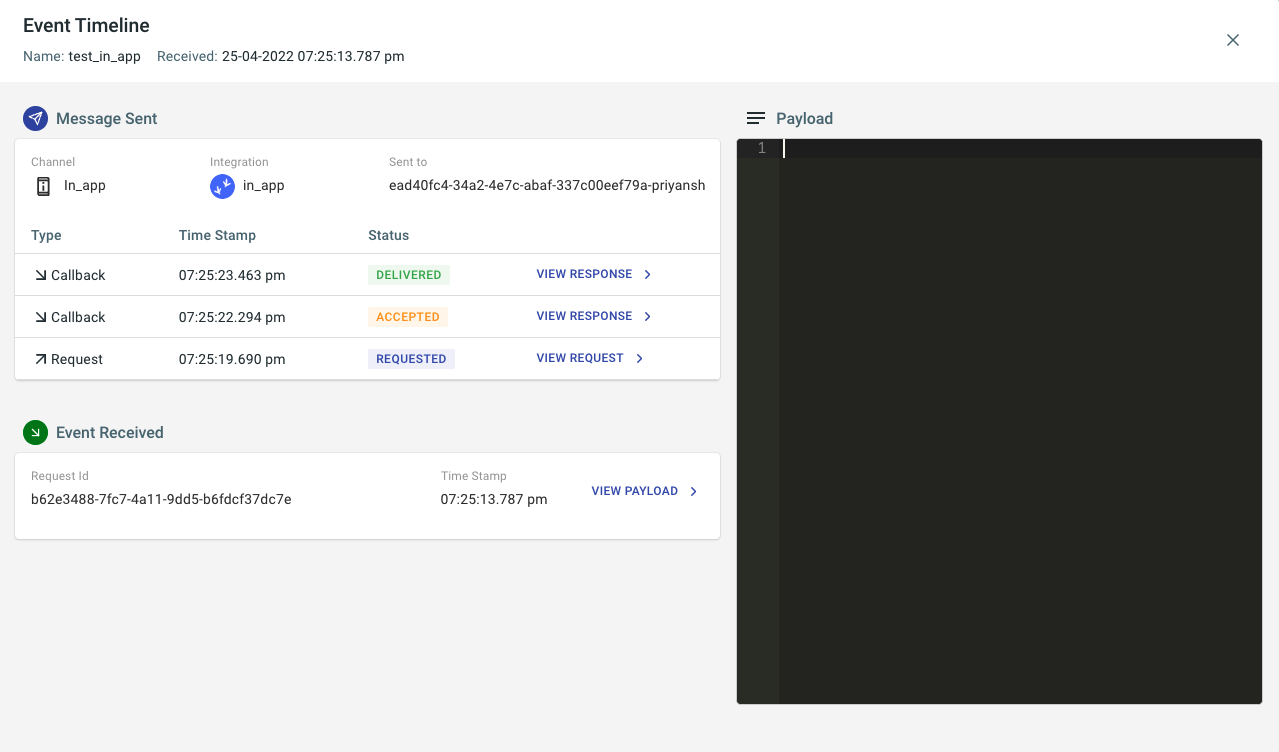 Event Timeline
Name: test_in_app Received: 25-04-2022 07:25:13.787 pm
Message Sent
Channel Integration Sent to
In_app in_app ead40fc4-34a2-4e7c-abaf-337c00eef79a-priyansh
Type Time Stamp Status
Callback 07:25:23.463 pm DELIVERED VIEW RESPONSE
Callback 07:25:22.294 pm ACCEPTED VIEW RESPONSE
Request 07:25:19.690 pm REQUESTED VIEW REQUEST
Event Received
Request Id Time Stamp
b62e3488-7fc7-4a11-9dd5-b6fdcf37dc7e 07:25:13.787 pm VIEW PAYLOAD
Payload
1